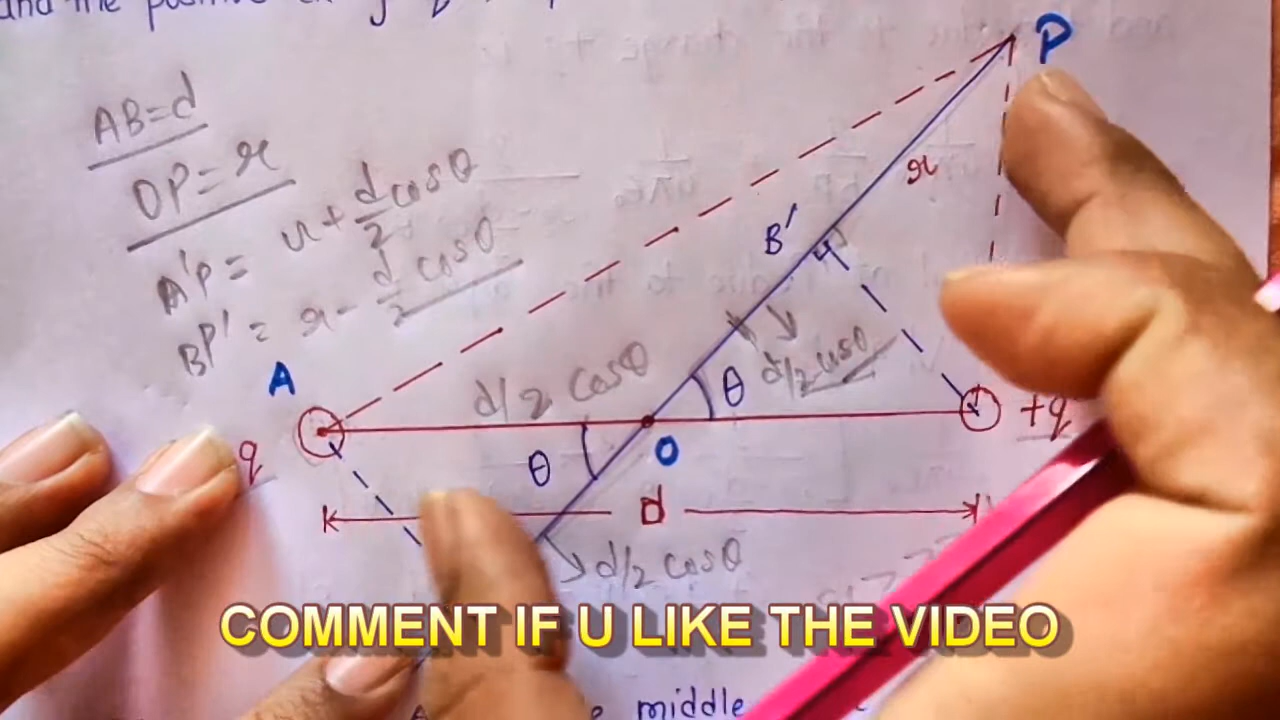 and the positive
P
AB=d
OP=r
A'P= r+ d/2 cosθ
BP'= r- d/2 cosθ
B'
r
A
d/2 cosθ
θ
d/2 cosθ
q
+q
θ
O
d
d/2 cosθ
COMMENT IF U LIKE THE VIDEO
middle